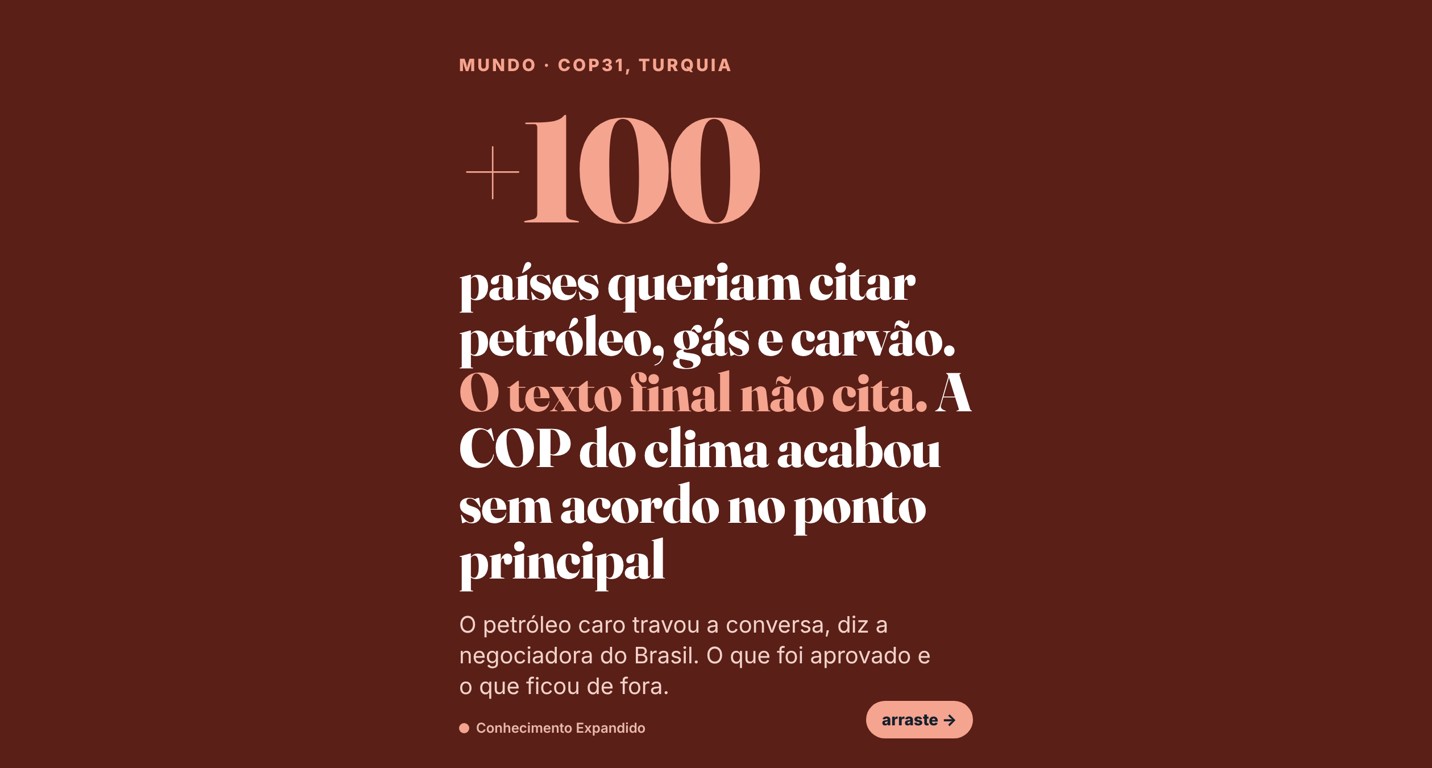 MUNDO · COP31, TURQUIA
+100
países queriam citar
petróleo, gás e carvão.
O texto final não cita. A
COP do clima acabou
sem acordo no ponto
principal
O petróleo caro travou a conversa, diz a
negociadora do Brasil. O que foi aprovado e
o que ficou de fora.
Conhecimento Expandido
arraste →